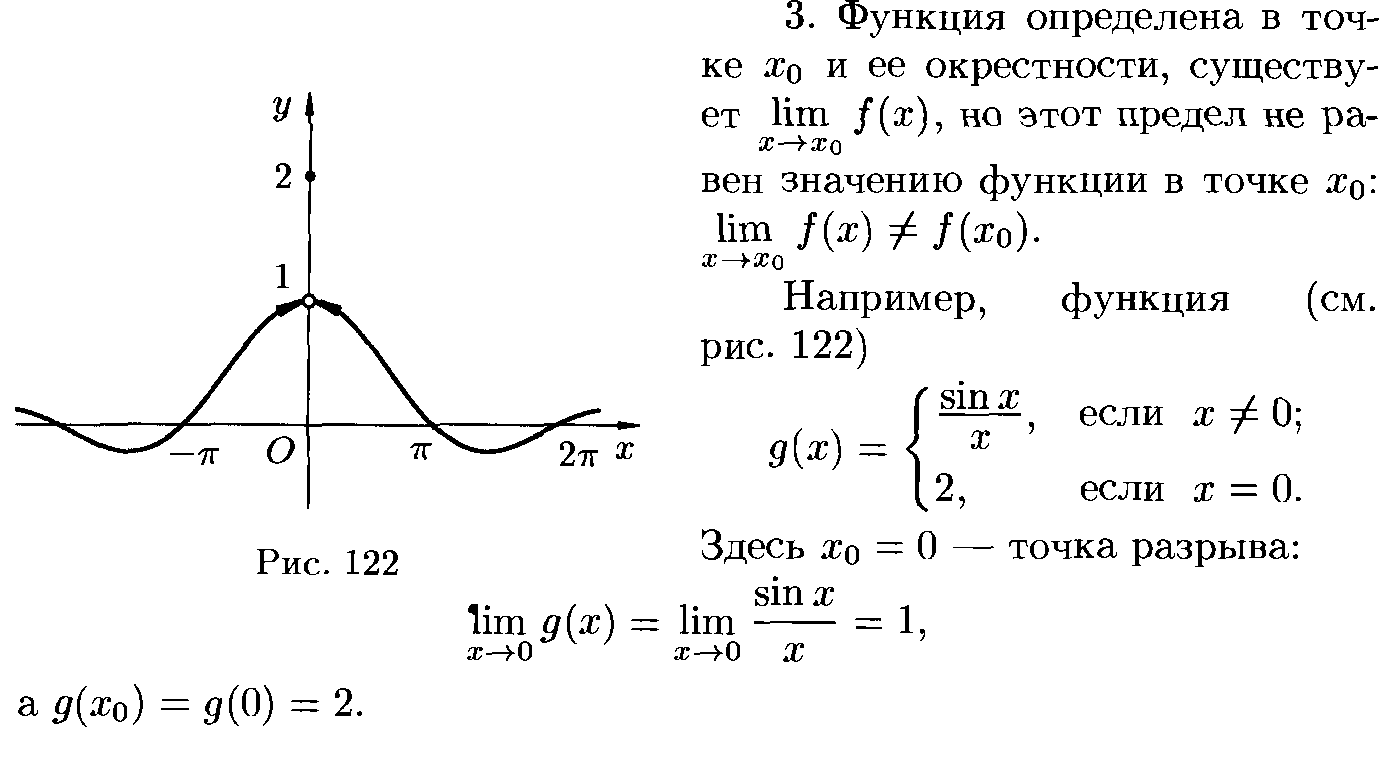 3. Функция определена в точ-
ке x₀ и ее окрестности, существу-
ет lim f(x), но этот предел не ра-
x→x₀
вен значению функции в точке x₀:
lim f(x) ≠ f(x₀).
x→x₀
Например, функция (см.
рис. 122)
g(x) = { sin x / x, если x ≠ 0;
2, если x = 0.
Здесь x₀ = 0 — точка разрыва:
y
2
1
−π O π 2π x
Рис. 122
lim g(x) = lim sin x / x = 1,
x→0 x→0
а g(x₀) = g(0) = 2.